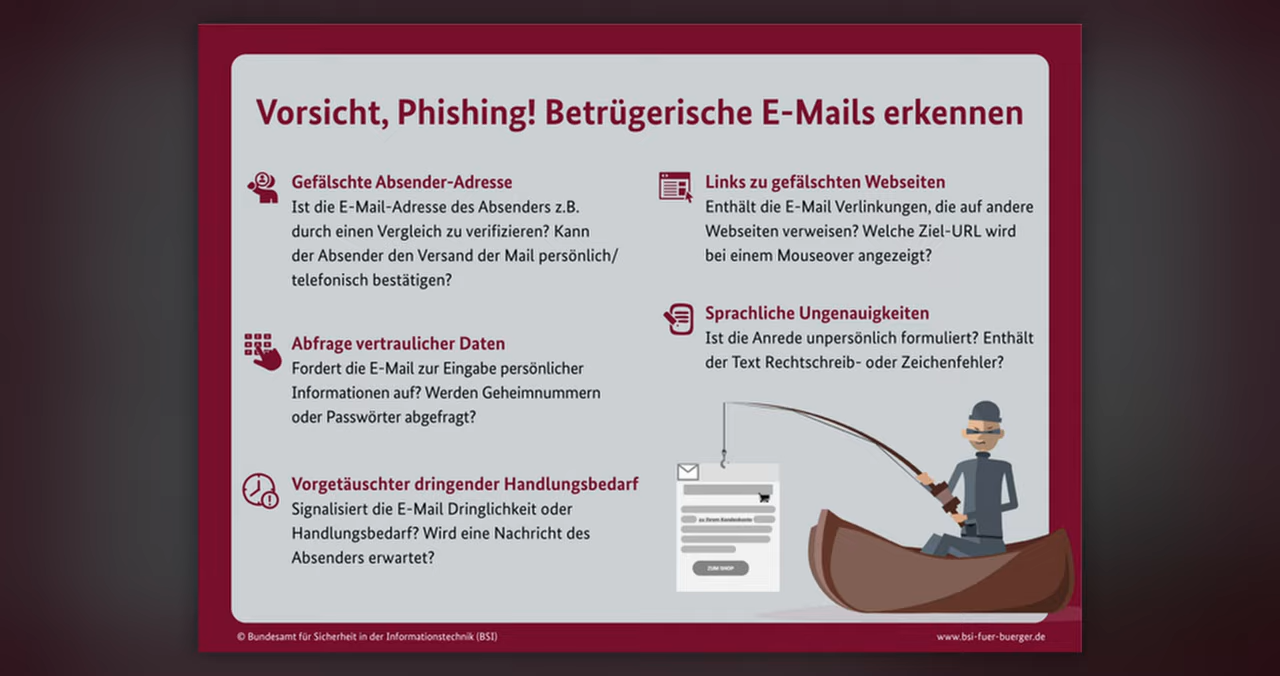 Vorsicht, Phishing! Betrügerische E-Mails erkennen
Gefälschte Absender-Adresse
Ist die E-Mail-Adresse des Absenders z.B.
durch einen Vergleich zu verifizieren? Kann
der Absender den Versand der Mail persönlich/
telefonisch bestätigen?
Abfrage vertraulicher Daten
Fordert die E-Mail zur Eingabe persönlicher
Informationen auf? Werden Geheimnummern
oder Passwörter abgefragt?
Vorgetäuschter dringender Handlungsbedarf
Signalisiert die E-Mail Dringlichkeit oder
Handlungsbedarf? Wird eine Nachricht des
Absenders erwartet?
Links zu gefälschten Webseiten
Enthält die E-Mail Verlinkungen, die auf andere
Webseiten verweisen? Welche Ziel-URL wird
bei einem Mouseover angezeigt?
Sprachliche Ungenauigkeiten
Ist die Anrede unpersönlich formuliert? Enthält
der Text Rechtschreib- oder Zeichenfehler?
zu Ihrem Kundenkonto
ZUM SHOP
© Bundesamt für Sicherheit in der Informationstechnik (BSI)
www.bsi-fuer-buerger.de